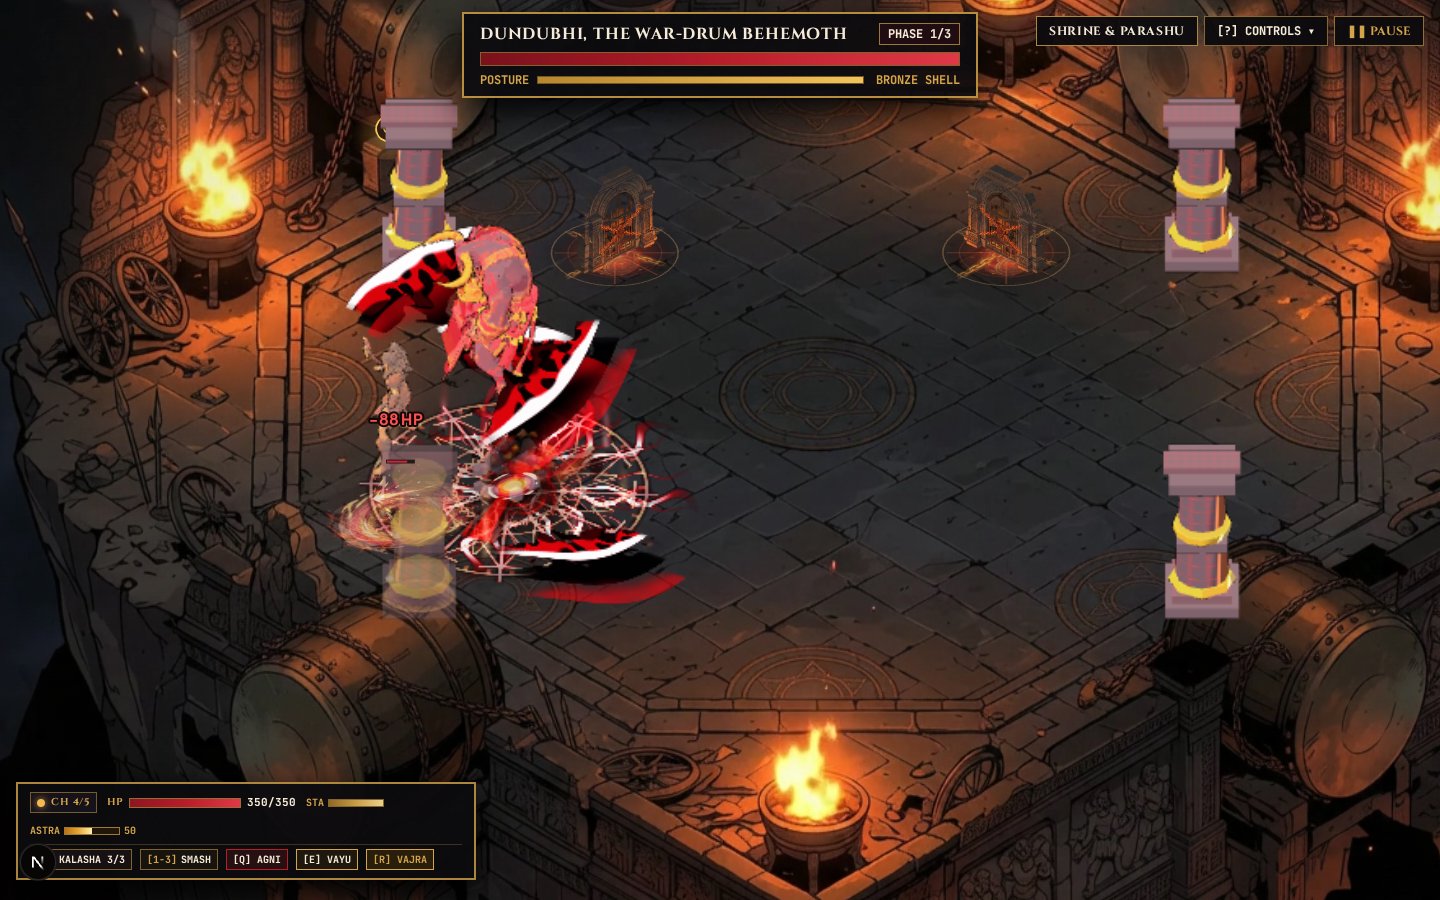 DUNDUBHI, THE WAR-DRUM BEHEMOTH
PHASE 1/3
POSTURE
BRONZE SHELL
SHRINE & PARASHU
[?] CONTROLS ▾
❚❚ PAUSE
-88 HP
CH 4/5
HP
350/350
STA
ASTRA
50
N
KALASHA 3/3
[1-3] SMASH
[Q] AGNI
[E] VAYU
[R] VAJRA